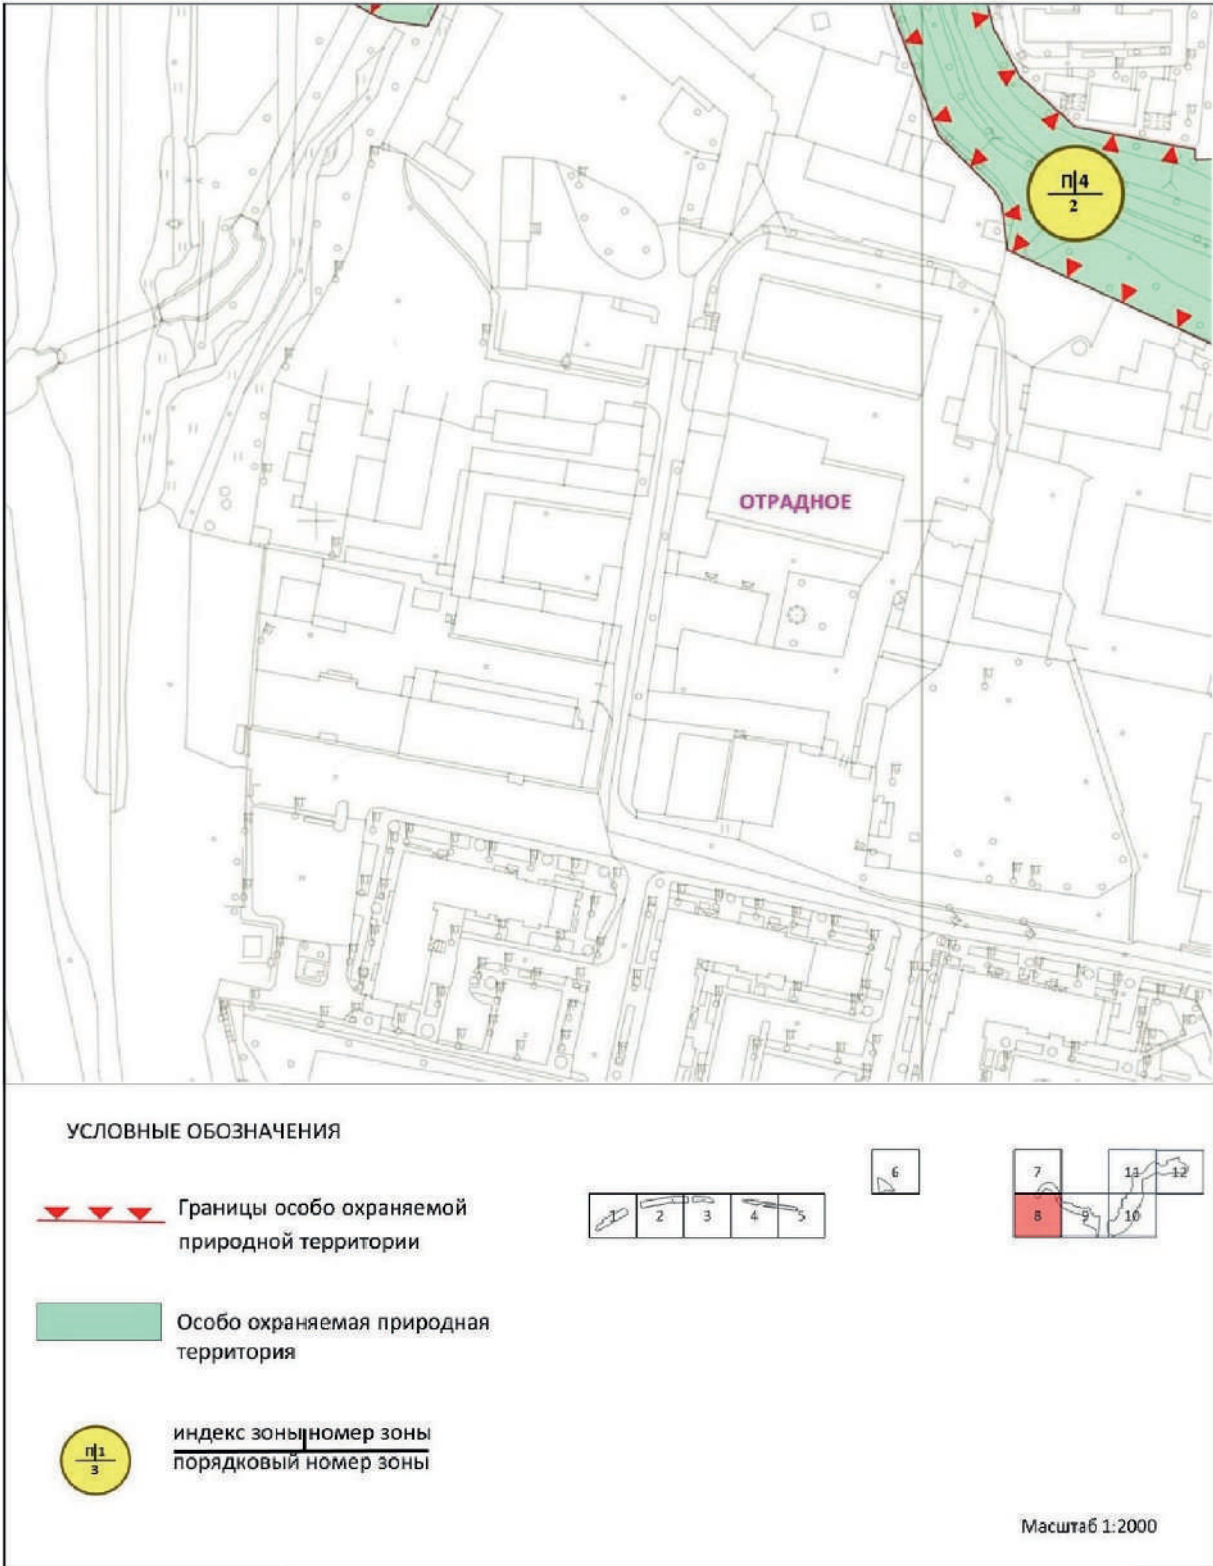 П|4
2
ОТРАДНОЕ
УСЛОВНЫЕ ОБОЗНАЧЕНИЯ
Границы особо охраняемой
природной территории
Особо охраняемая природная
территория
П|1
3
индекс зоны|номер зоны
порядковый номер зоны
6
7 11 12
1 2 3 4 5
8 9 10
Масштаб 1:2000